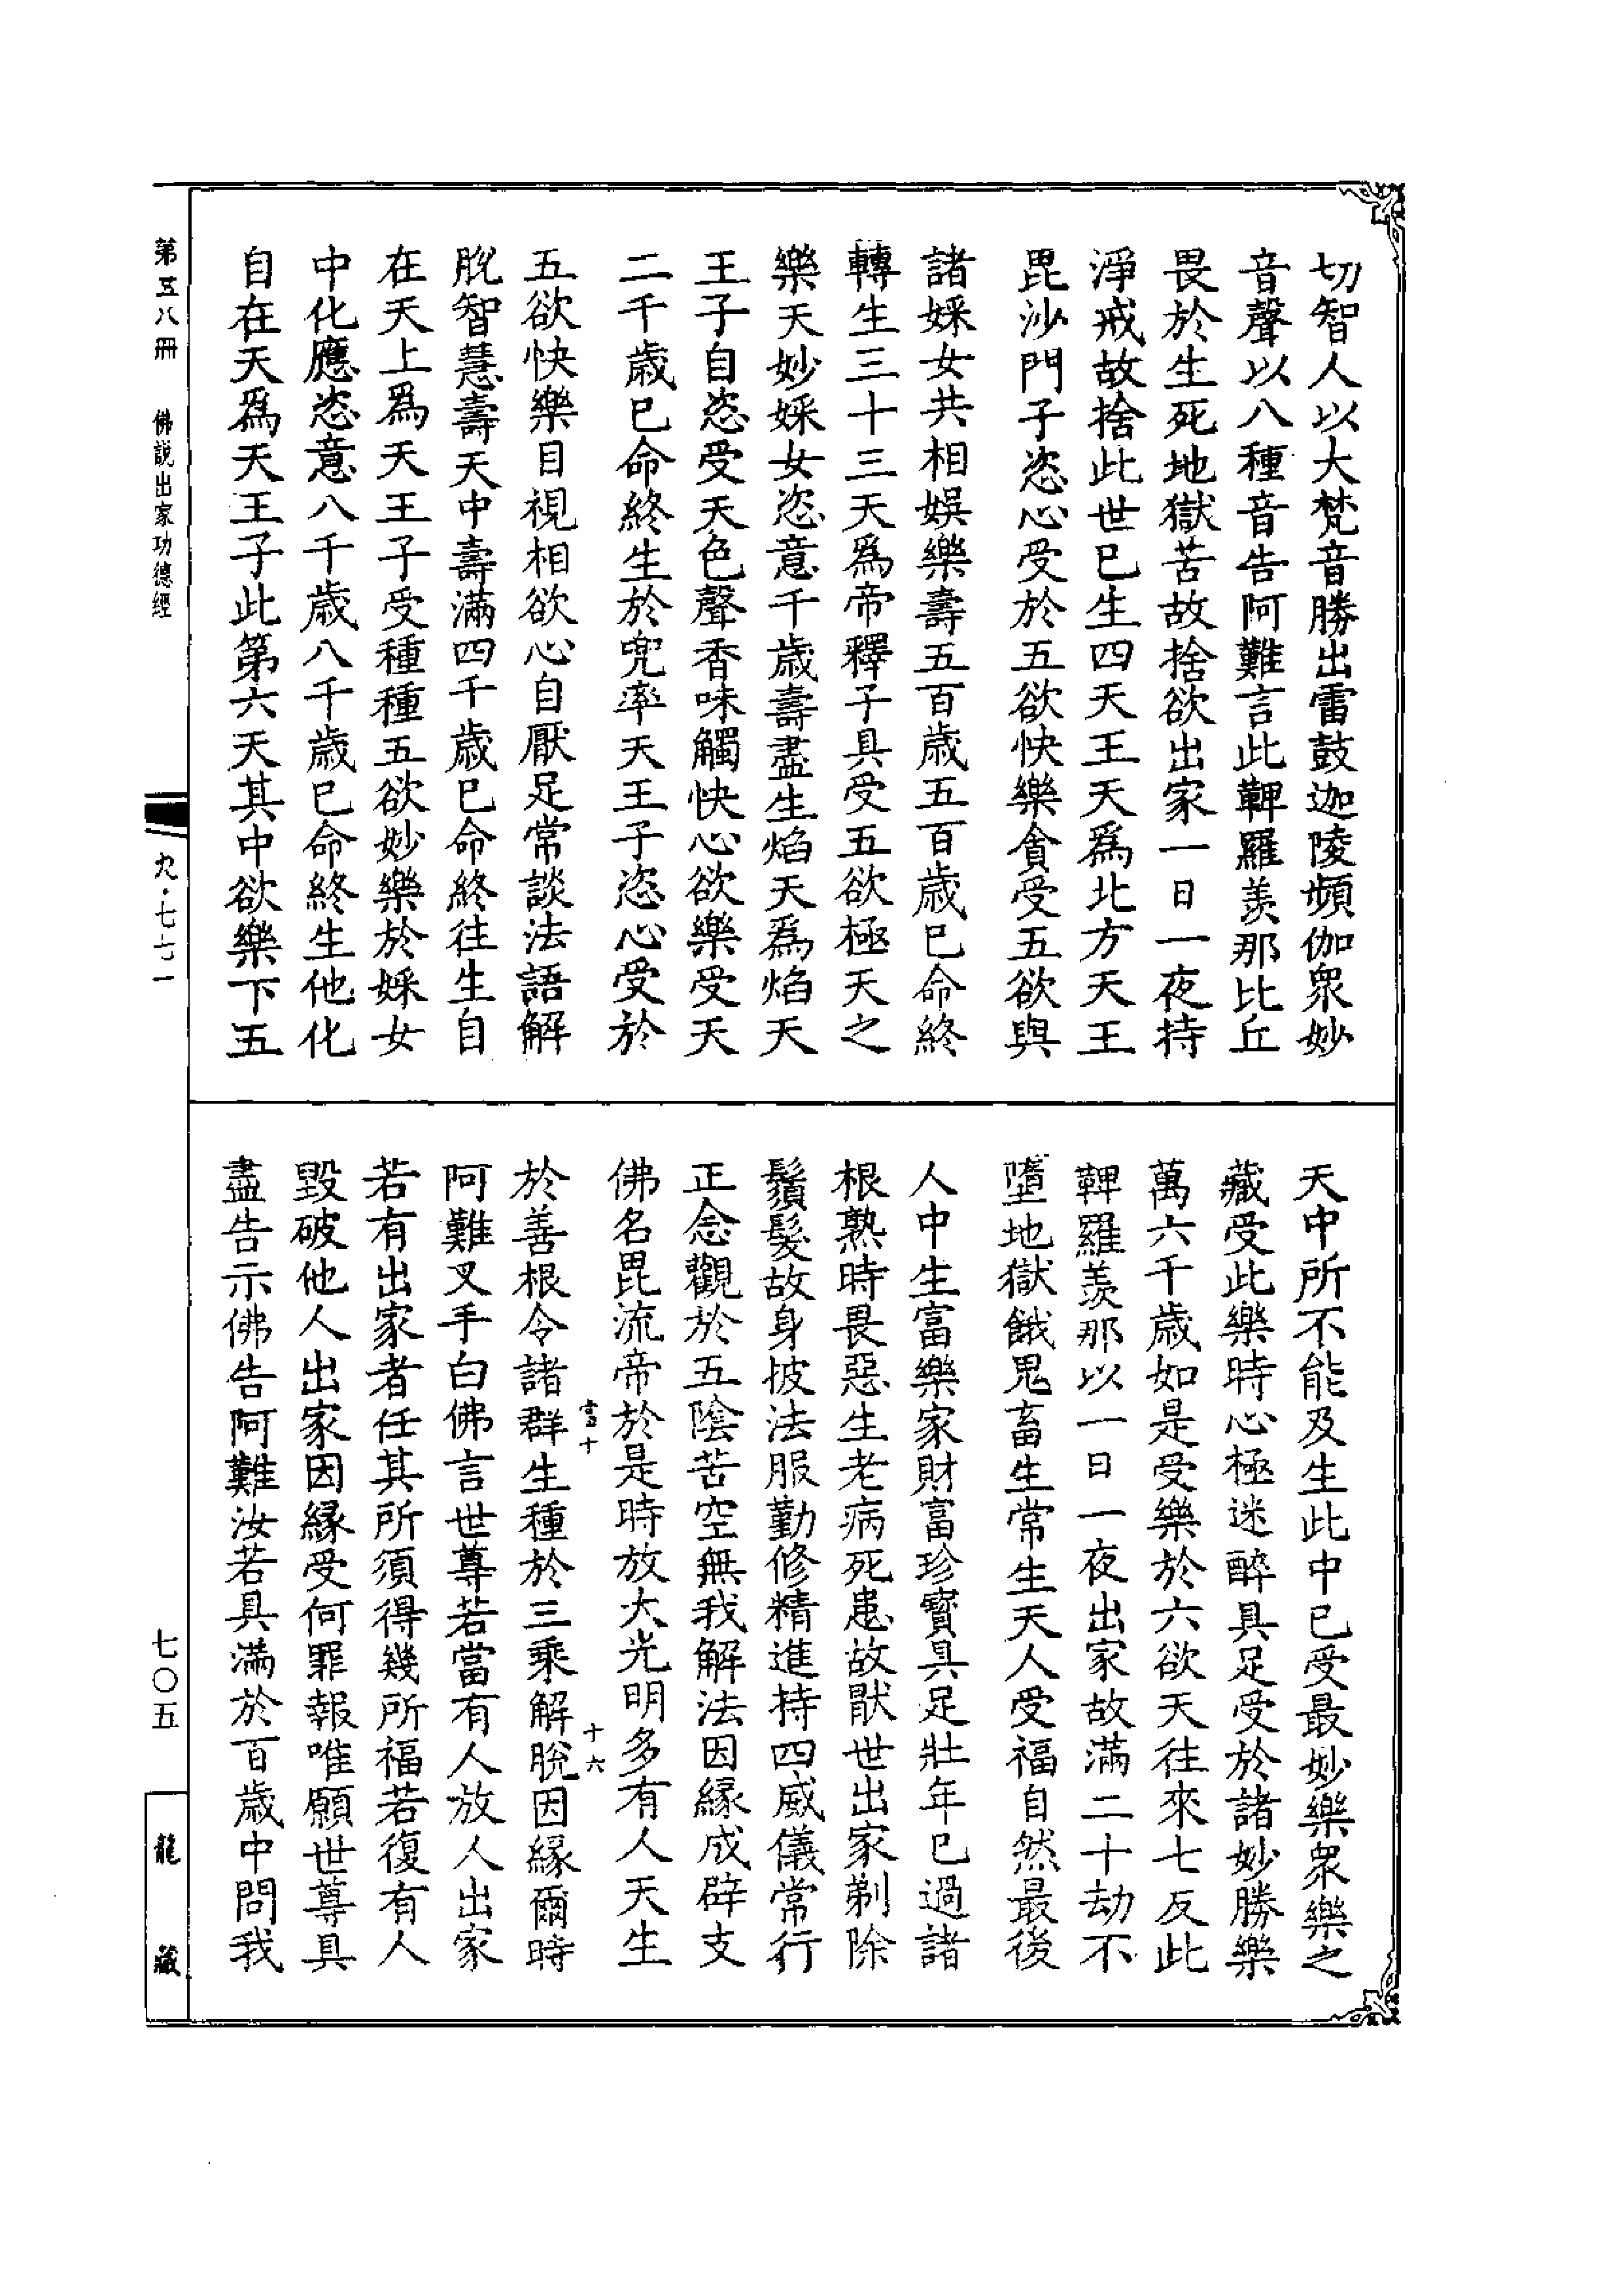 切智人以大梵音勝出雷鼓迦陵頻伽眾妙
音聲以八種音告阿難言此鞞羅羨那比丘
畏於生死地獄苦故捨欲出家一日一夜持
淨戒故捨此世已生四天王天爲北方天王
毘沙門子恣心受於五欲快樂貪受五欲與
諸婇女共相娛樂壽五百歲五百歲已命終
轉生三十三天爲帝釋子具受五欲極天之
樂天妙婇女恣意千歲壽盡生焰天爲焰天
王子自恣受天色聲香味觸快心欲樂受天
二千歲已命終生於兜率天王子恣心受於
五欲快樂目視相欲心自厭足常談法語解
脫智慧壽天中壽滿四千歲已命終往生自
在天上爲天王子受種種五欲妙樂於婇女
中化應恣意八千歲八千歲已命終生他化
自在天爲天王子此第六天其中欲樂下五
天中所不能及生此中已受最妙樂眾樂之
藏受此樂時心極迷醉具足受於諸妙勝樂
萬六千歲如是受樂於六欲天往來七反此
鞞羅羨那以一日一夜出家故滿二十劫不
墮地獄餓鬼畜生常生天人受福自然最後
人中生富樂家財富珍寶具足壯年已過諸
根熟時畏惡生老病死患故厭世出家剃除
鬚髮故身披法服勤修精進持四威儀常行
正念觀於五陰苦空無我解法因緣成辟支
佛名毘流帝於是時放大光明多有人天生
於善根令諸群生種於三乘解脫因緣爾時
阿難叉手白佛言世尊若當有人放人出家
若有出家者任其所須得幾所福若復有人
毀破他人出家因緣受何罪報唯願世尊具
盡告示佛告阿難汝若具滿於百歲中問我
十
十六
第五八冊 佛說出家功德經
九·七七一
七〇五
龍藏